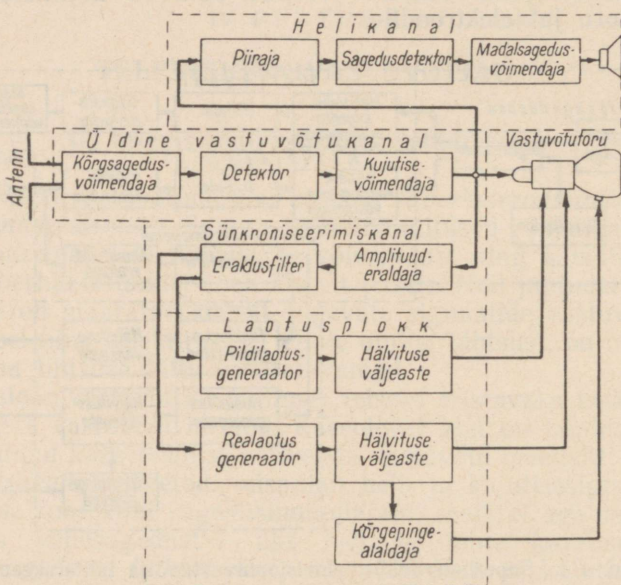 Helikanal
Piiraja
Sagedusdetektor
Madalsagedus-
võimendaja
Üldine vastuvõtukanal
Vastuvõtutoru
Antenn
Kõrgsagedus-
võimendaja
Detektor
Kujutise-
võimendaja
Sünkroniseerimiskanal
Eraldusfilter
Amplituud-
eraldaja
Laotusplokk
Pildilaotus-
generaator
Hälvituse
väljeaste
Realaotus
generaator
Hälvituse
väljeaste
Kõrgepinge-
alaldaja